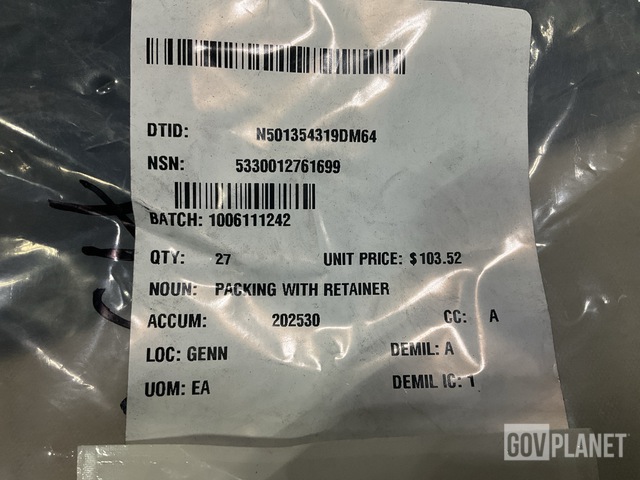 DTID: N501354319DM64
NSN: 5330012761699
BATCH: 1006111242
QTY: 27 UNIT PRICE: $103.52
NOUN: PACKING WITH RETAINER
ACCUM: 202530 CC: A
LOC: GENN DEMIL: A
UOM: EA DEMIL IC: 1
GOVPLANET